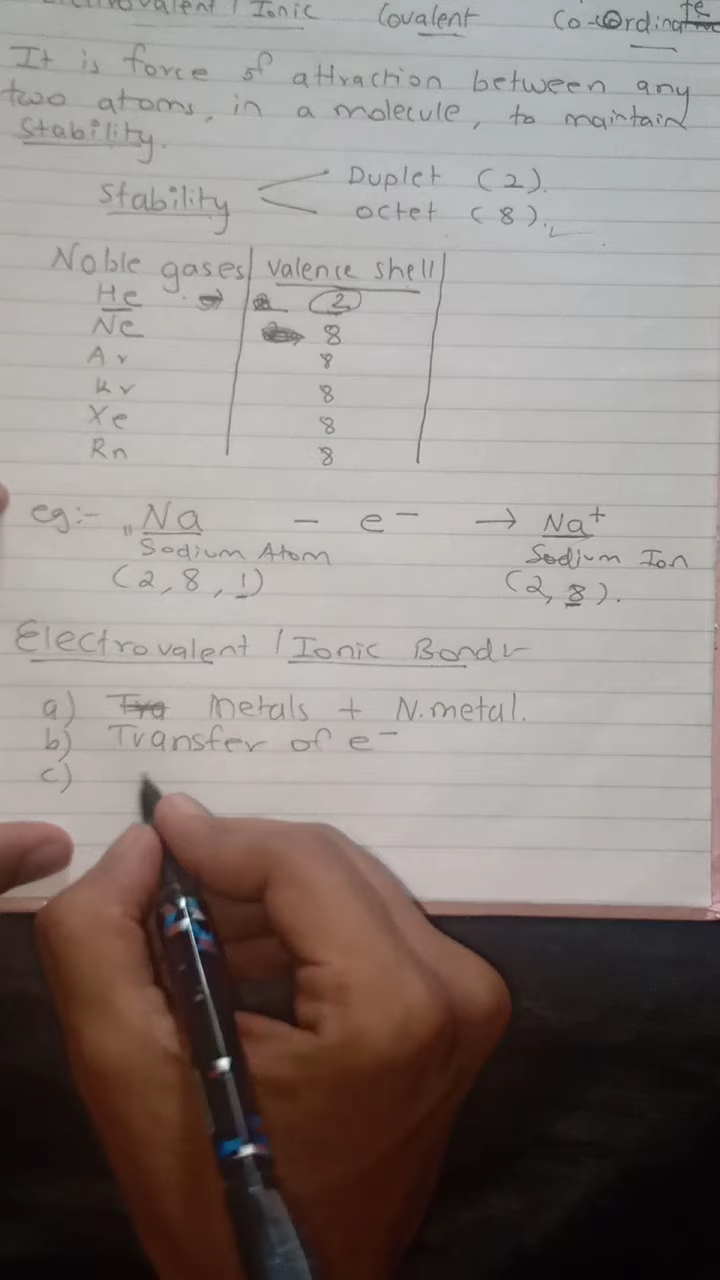 Electrovalent / Ionic Covalent Co-ordinate
It is force of attraction between any
two atoms, in a molecule, to maintain
Stability.
Stability Duplet (2).
octet (8).
Noble gases valence shell
He → 2
Ne 8
Ar 8
Kr 8
Xe 8
Rn 8
eg:- 11Na - e⁻ → Na⁺
Sodium Atom Sodium Ion
(2, 8, 1) (2, 8).
Electrovalent / Ionic Bond:-
a) Metals + N.metal.
b) Transfer of e⁻
c)